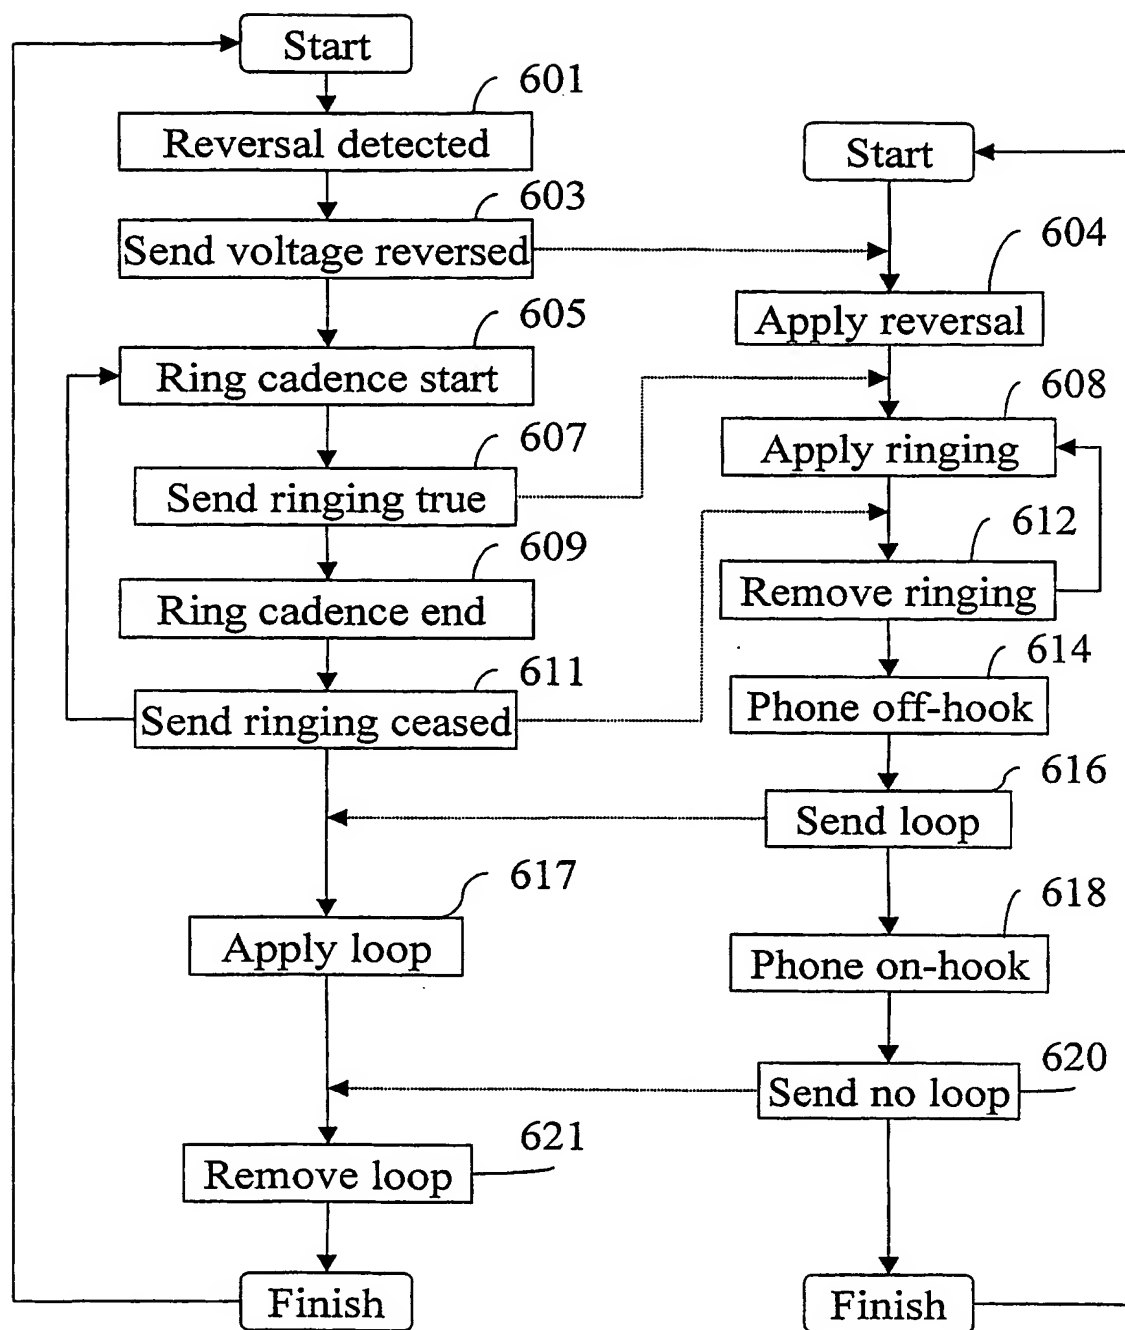 Start
601
Reversal detected
603
Send voltage reversed
605
Ring cadence start
607
Send ringing true
609
Ring cadence end
611
Send ringing ceased
617
Apply loop
621
Remove loop
Finish
Start
604
Apply reversal
608
Apply ringing
612
Remove ringing
614
Phone off-hook
616
Send loop
618
Phone on-hook
620
Send no loop
Finish